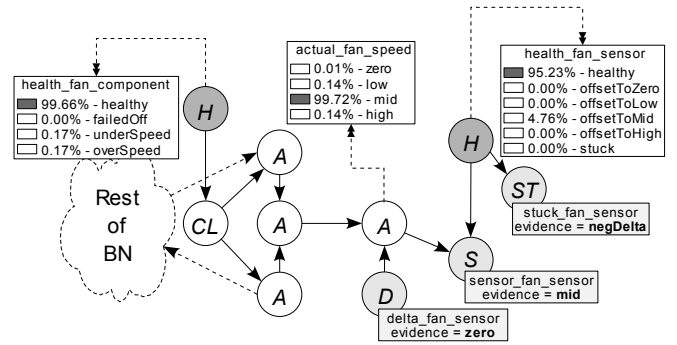 health_fan_component
99.66% - healthy
0.00% - failedOff
0.17% - underSpeed
0.17% - overSpeed
H
actual_fan_speed
0.01% - zero
0.14% - low
99.72% - mid
0.14% - high
health_fan_sensor
95.23% - healthy
0.00% - offsetToZero
0.00% - offsetToLow
4.76% - offsetToMid
0.00% - offsetToHigh
0.00% - stuck
H
A
Rest
of
BN
CL
A
A
A
ST
stuck_fan_sensor
evidence = negDelta
S
sensor_fan_sensor
evidence = mid
D
delta_fan_sensor
evidence = zero